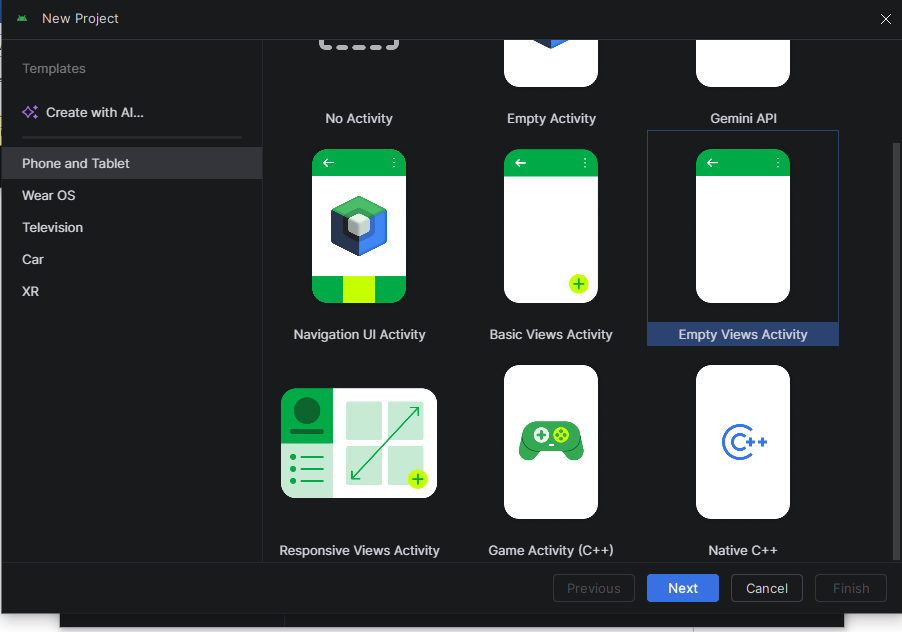 New Project
Templates
Create with AI...
Phone and Tablet
Wear OS
Television
Car
XR
No Activity
Empty Activity
Gemini API
Navigation UI Activity
Basic Views Activity
Empty Views Activity
C++
Responsive Views Activity
Game Activity (C++)
Native C++
Previous
Next
Cancel
Finish